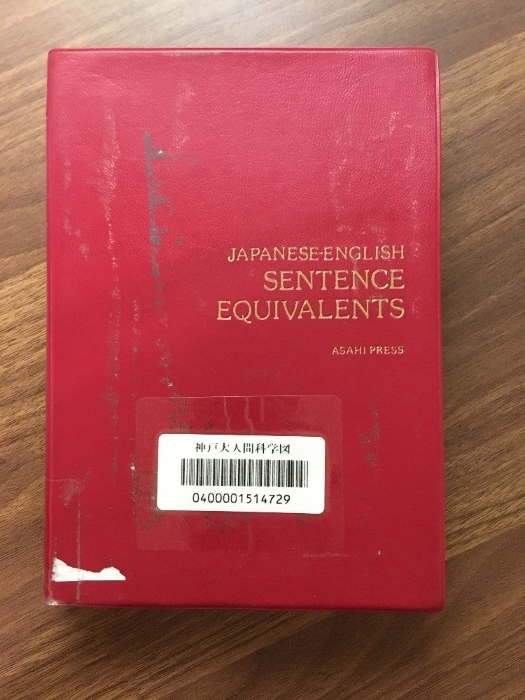 JAPANESE-ENGLISH
SENTENCE
EQUIVALENTS
ASAHI PRESS
神戸大人間科学図
0400001514729